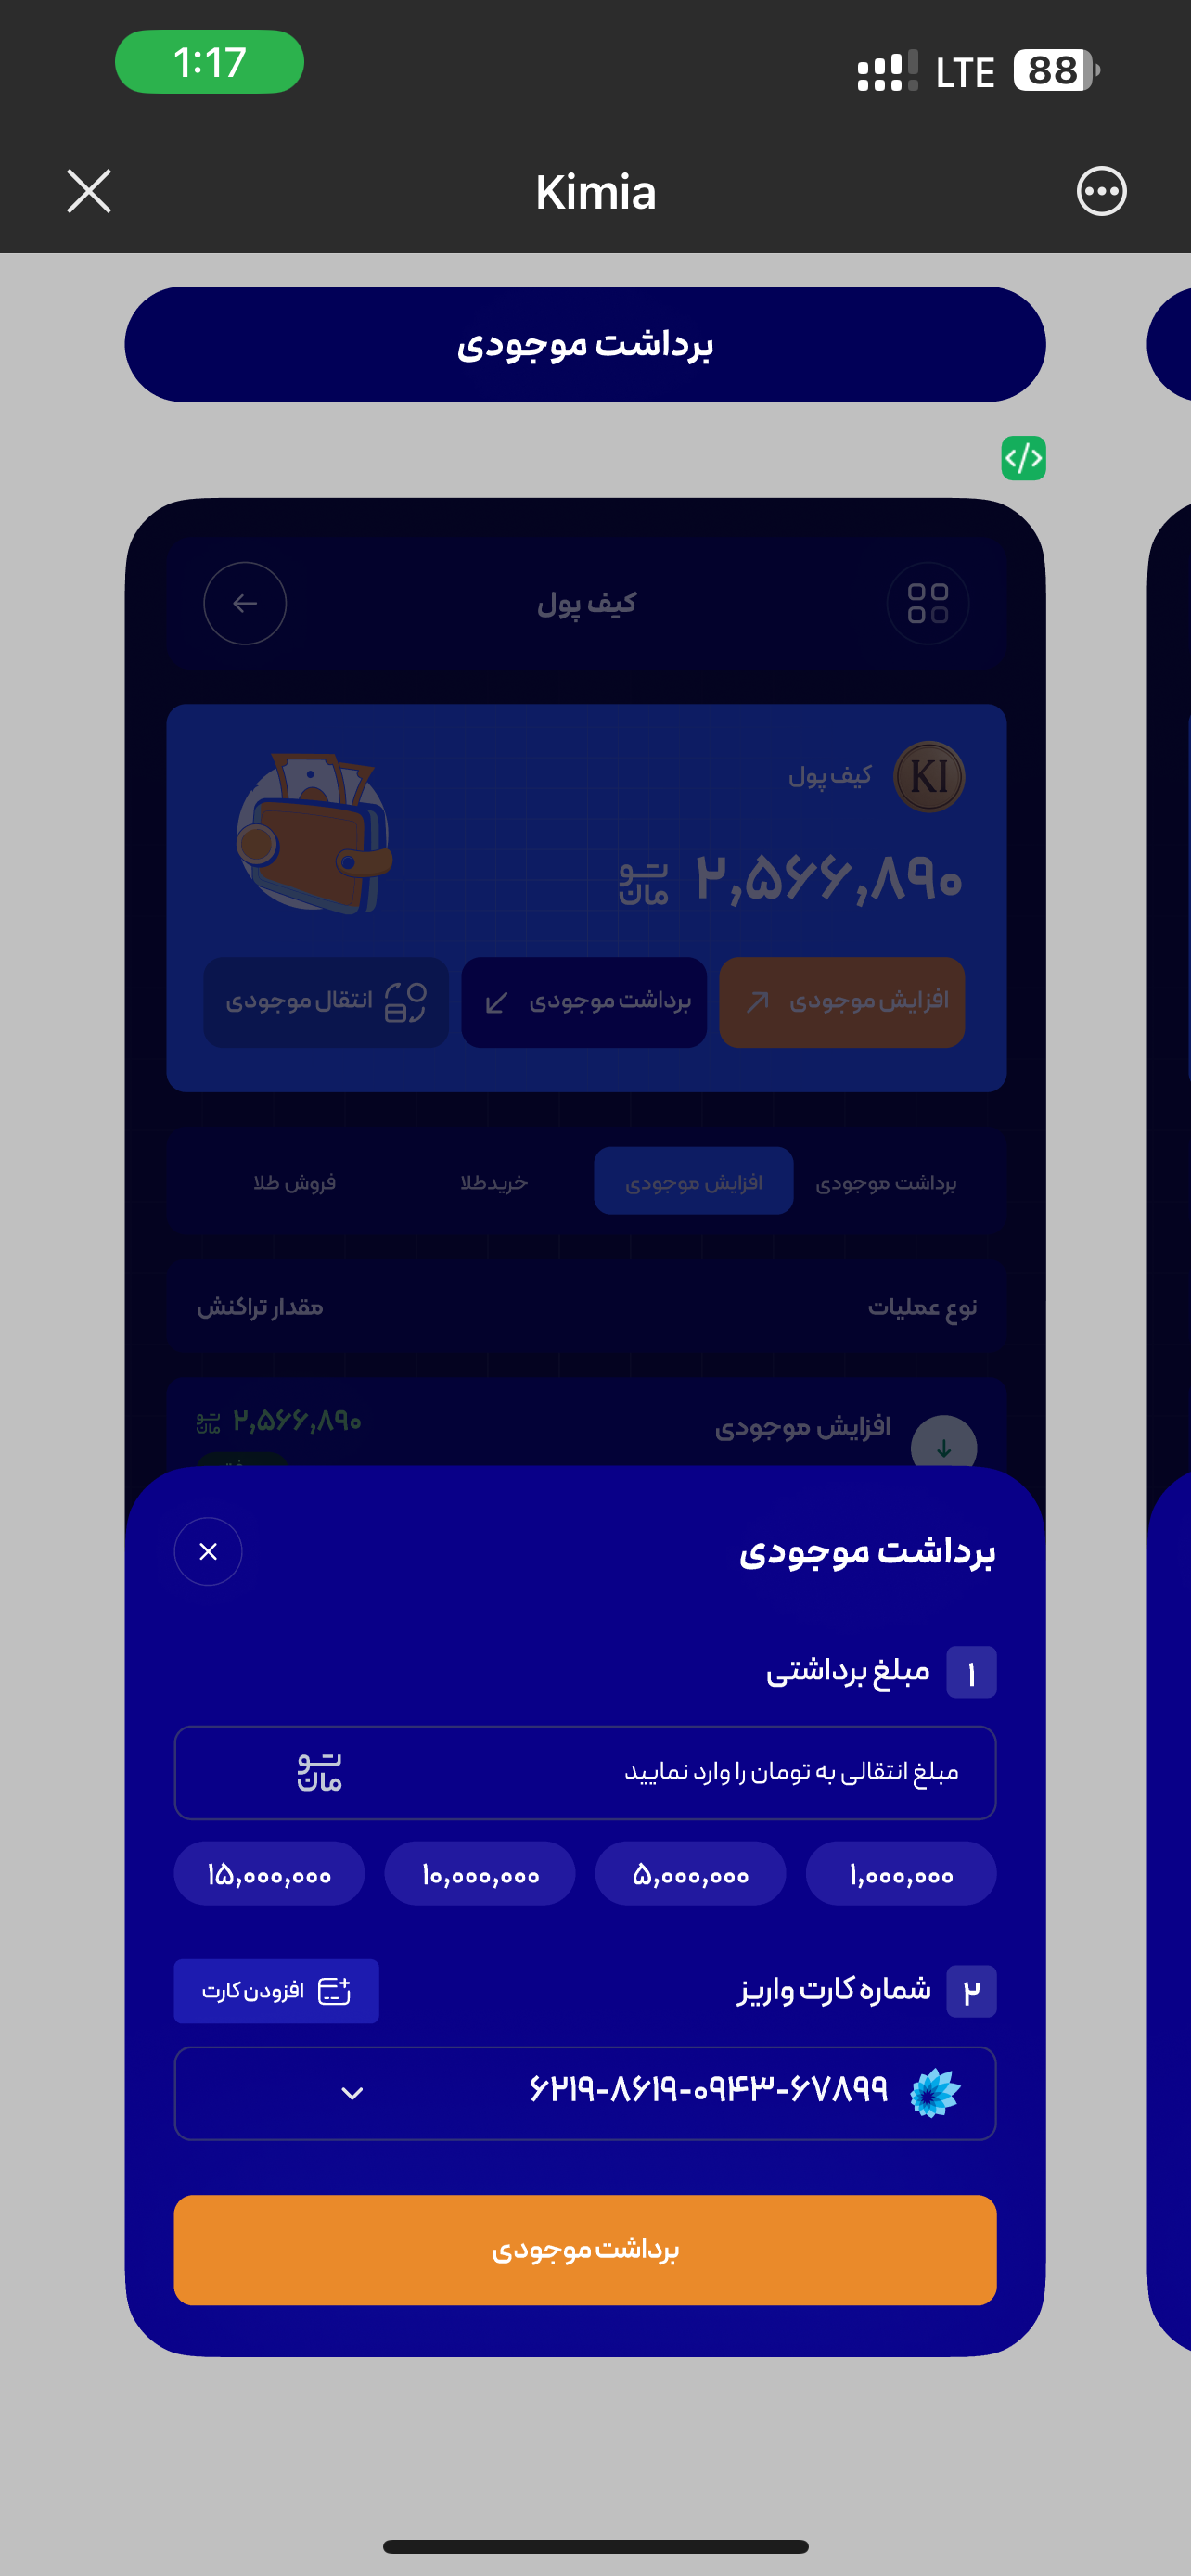 1:17 LTE 88
Kimia
برداشت موجودی
کیف پول
KI کیف پول
۲,۵۶۶,۸۹۰ تومان
افزایش موجودی برداشت موجودی انتقال موجودی
برداشت موجودی افزایش موجودی خریدطلا فروش طلا
نوع عملیات مقدار تراکنش
افزایش موجودی ۲,۵۶۶,۸۹۰ تومان
برداشت موجودی
۱ مبلغ برداشتی
مبلغ انتقالی به تومان را وارد نمایید تومان
۱,۰۰۰,۰۰۰ ۵,۰۰۰,۰۰۰ ۱۰,۰۰۰,۰۰۰ ۱۵,۰۰۰,۰۰۰
۲ شماره کارت واریز افزودن کارت
۶۲۱۹-۸۶۱۹-۰۹۴۳-۶۷۸۹۹
برداشت موجودی